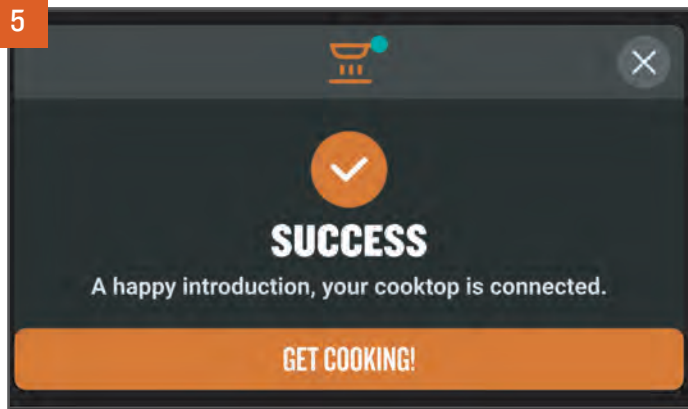 5
SUCCESS
A happy introduction, your cooktop is connected.
GET COOKING!